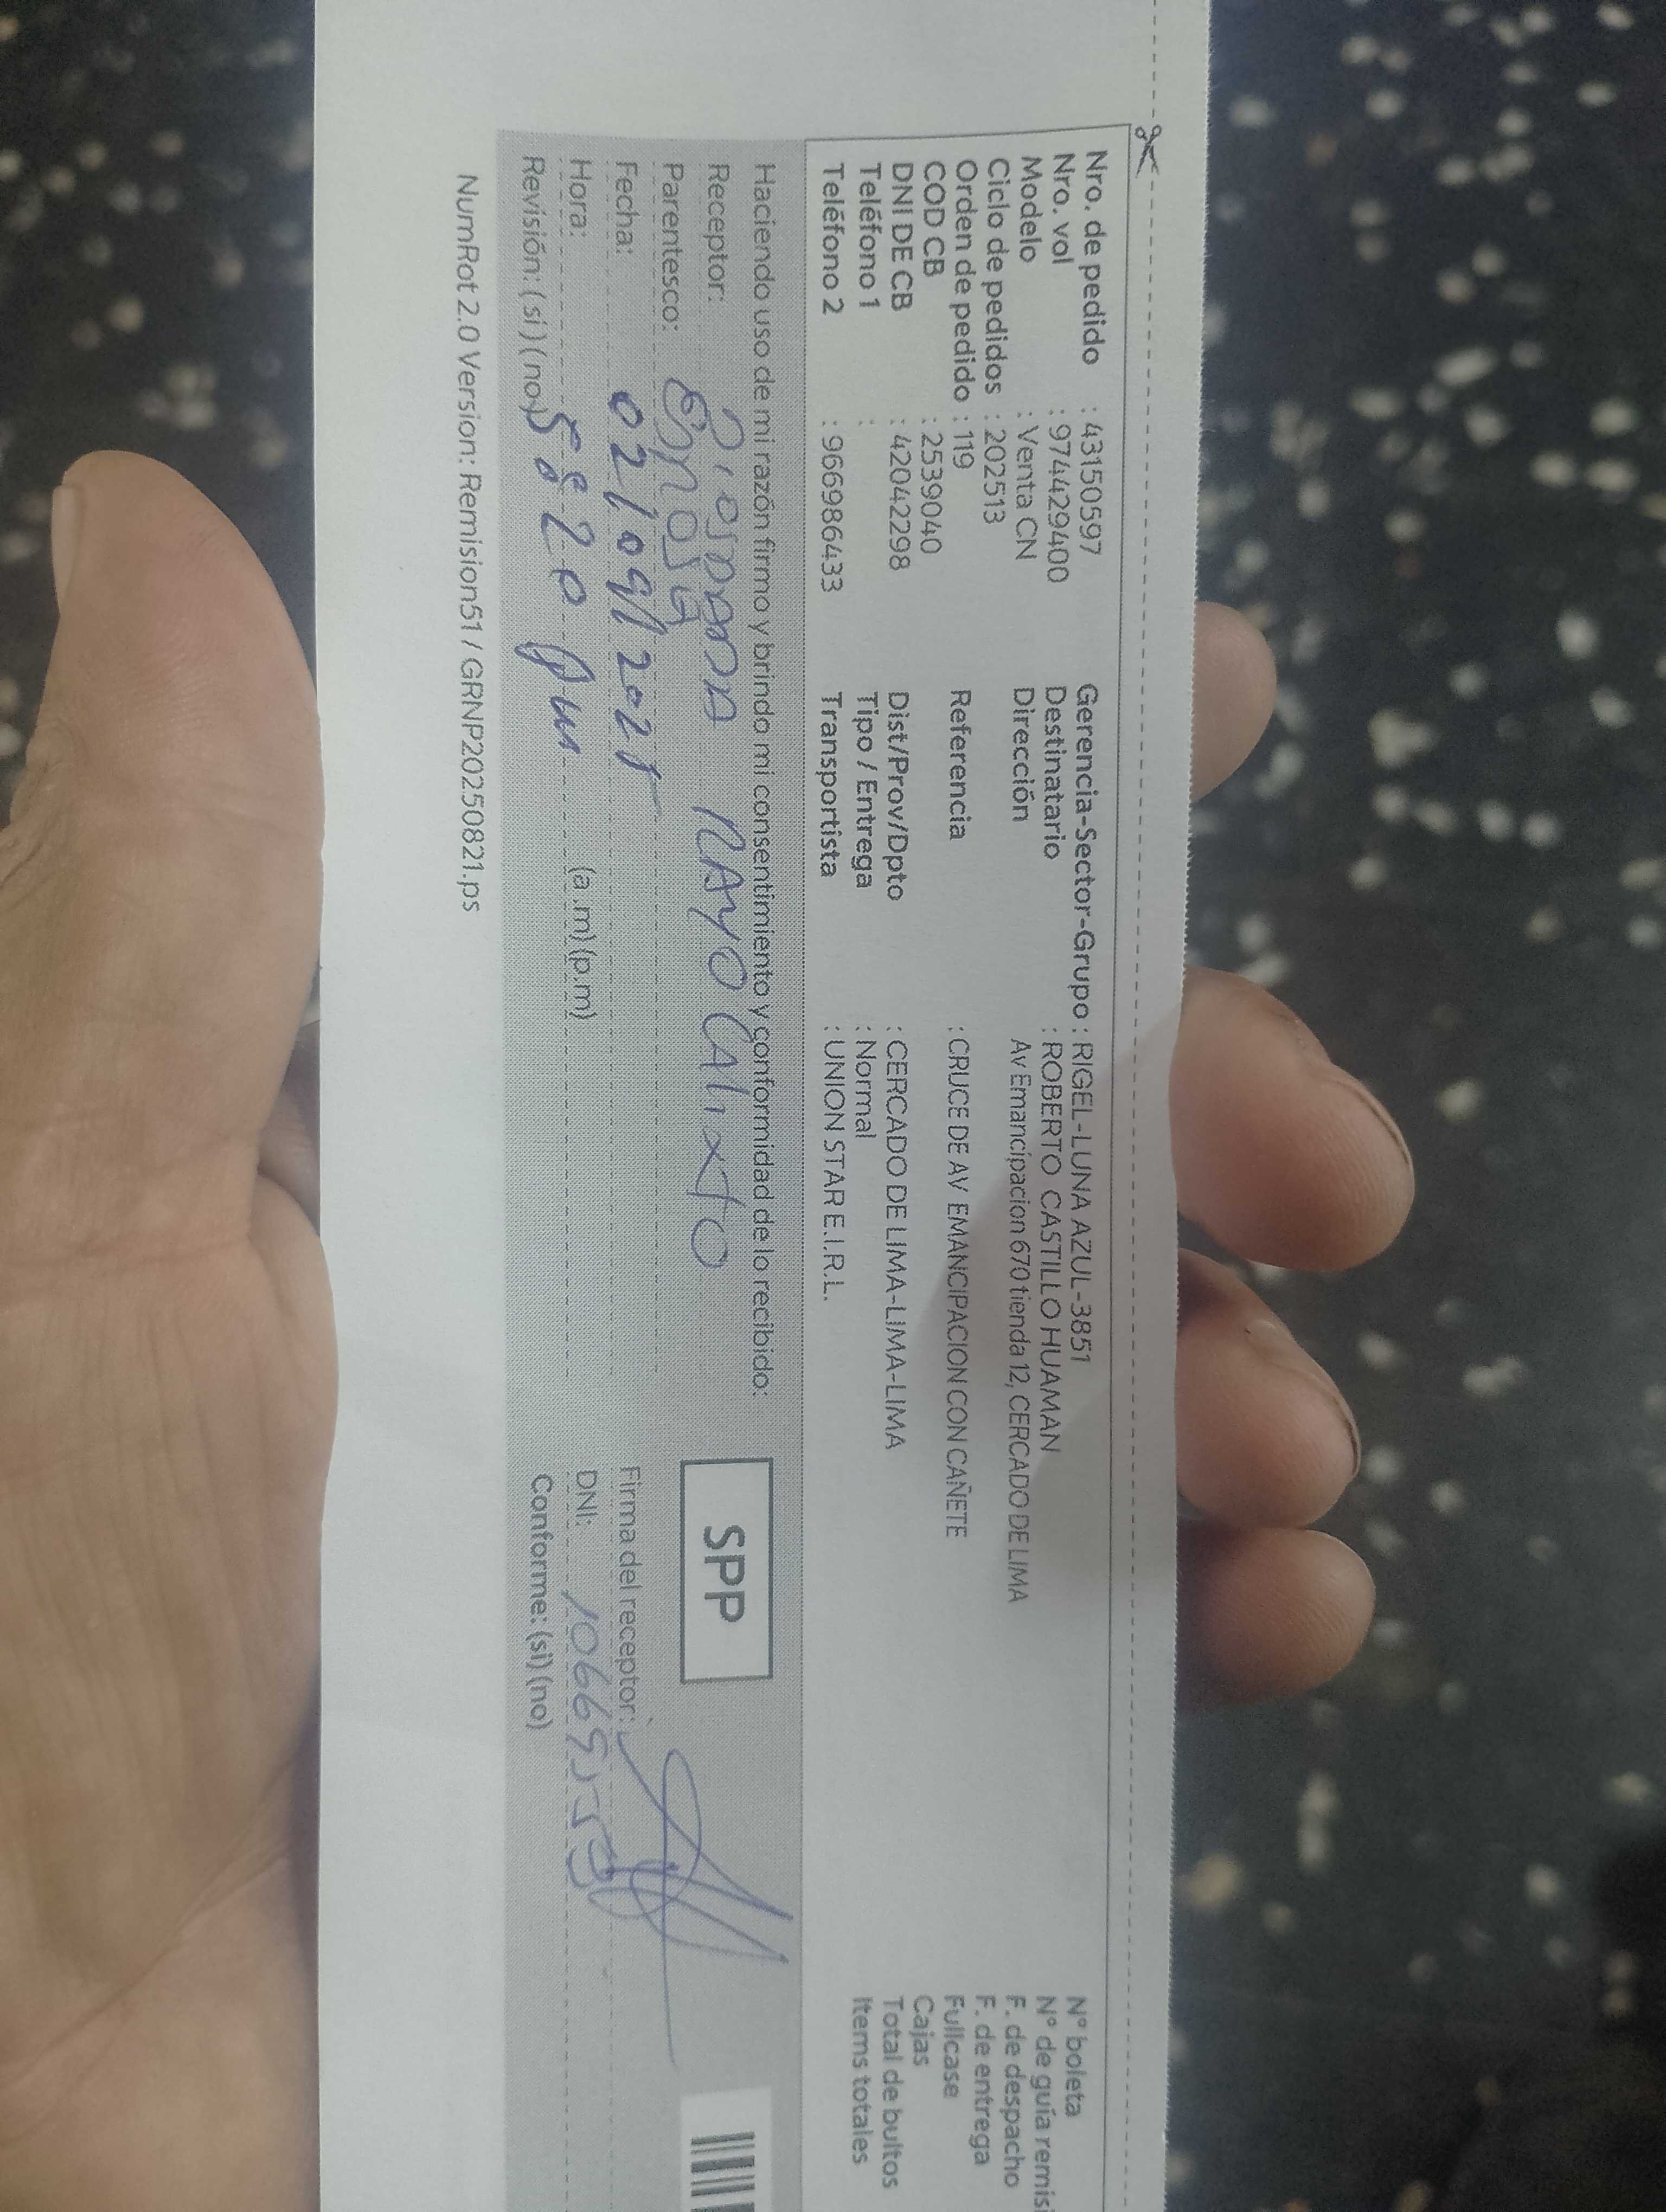 Nro. de pedido : 43150597 Gerencia-Sector-Grupo : RIGEL-LUNA AZUL-3851 N° boleta
Nro. vol : 974429400 Destinatario : ROBERTO CASTILLO HUAMAN N° de guía remisi
Modelo : Venta CN Dirección Av Emancipacion 670 tienda 12, CERCADO DE LIMA F. de despacho
Ciclo de pedidos : 202513 F. de entrega
Orden de pedido : 119 Referencia : CRUCE DE AV EMANCIPACION CON CAÑETE Fullcase
COD CB : 2539040 Cajas
DNI DE CB : 42042298 Dist/Prov/Dpto : CERCADO DE LIMA-LIMA-LIMA Total de bultos
Teléfono 1 : Tipo / Entrega : Normal Items totales
Teléfono 2 : 966986433 Transportista : UNION STAR E.I.R.L.
Haciendo uso de mi razón firmo y brindo mi consentimiento y conformidad de lo recibido:
Receptor: RAYO CAlixto SPP
Parentesco:
Fecha: 02/09/2025 Firma del receptor:
Hora: (a.m) (p.m) DNI:
Revisión: (si) (no) 5:20 pm Conforme: (si) (no)
NumRot 2.0 Version: Remision51 / GRNP20250821.ps